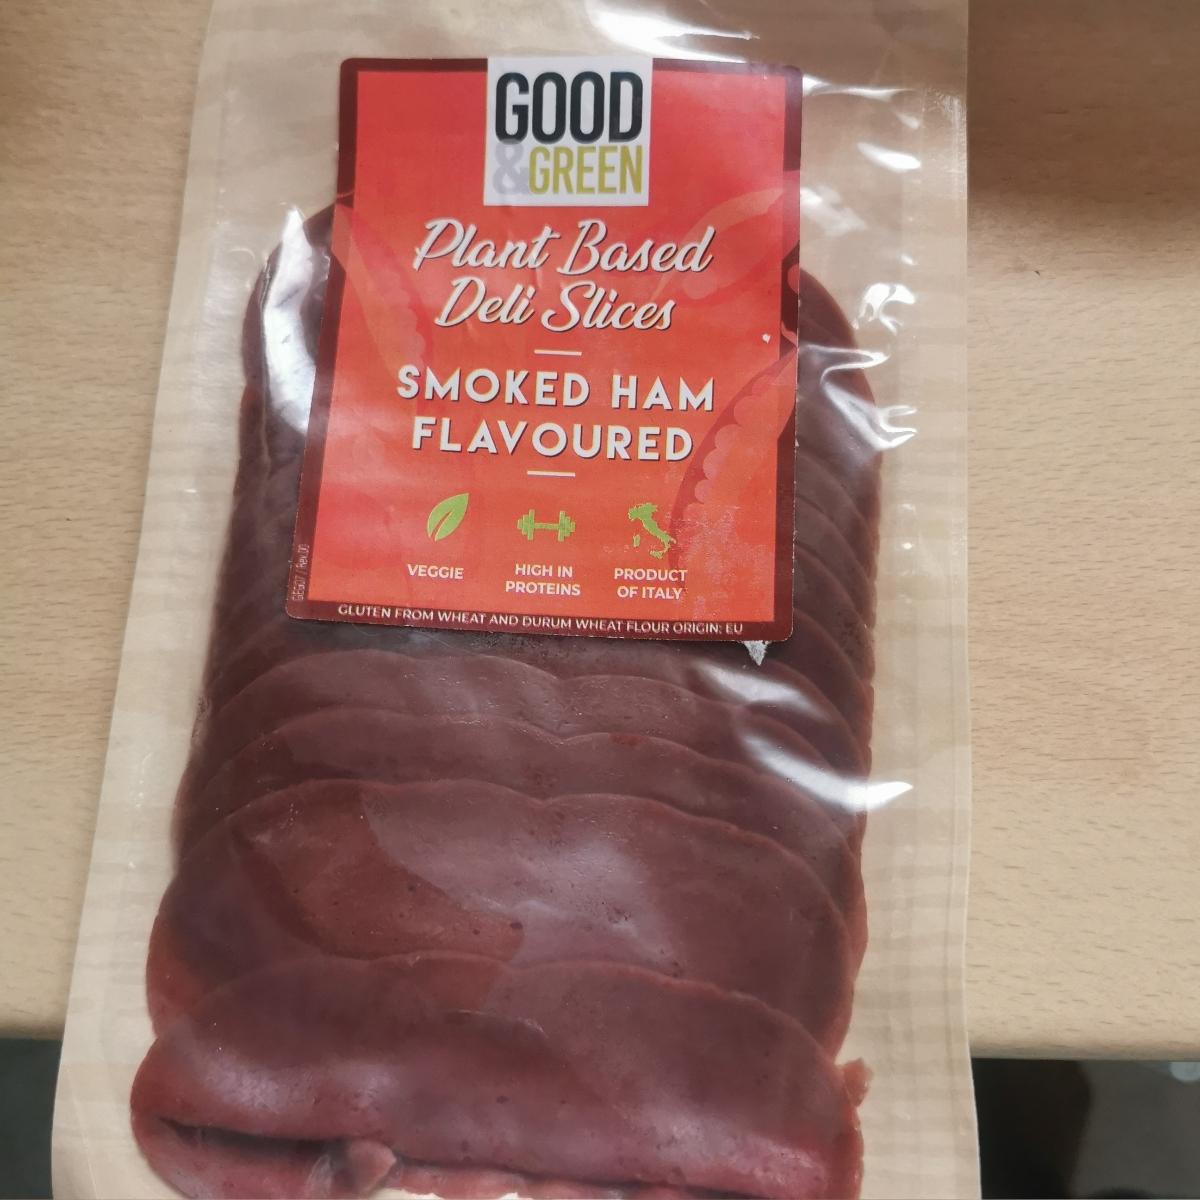 GOOD
&GREEN
Plant Based
Deli Slices
SMOKED HAM
FLAVOURED
VEGGIE
HIGH IN
PROTEINS
PRODUCT
OF ITALY
GLUTEN FROM WHEAT AND DURUM WHEAT FLOUR ORIGIN: EU